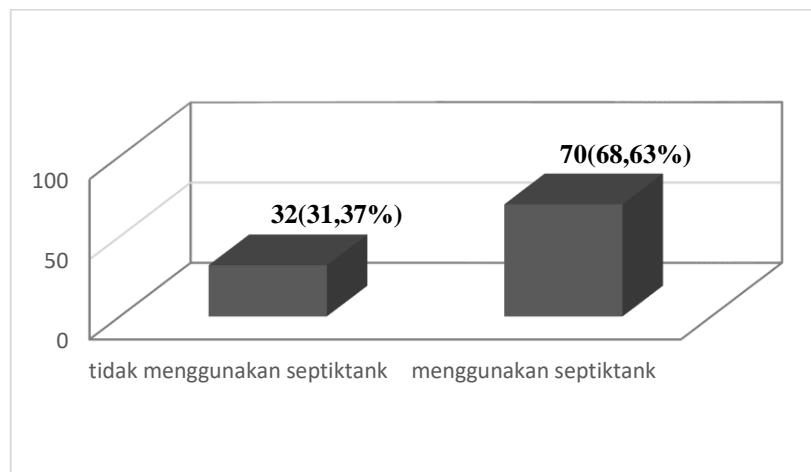 70(68,63%)
32(31,37%)
100
50
0
tidak menggunakan septiktank
menggunakan septiktank